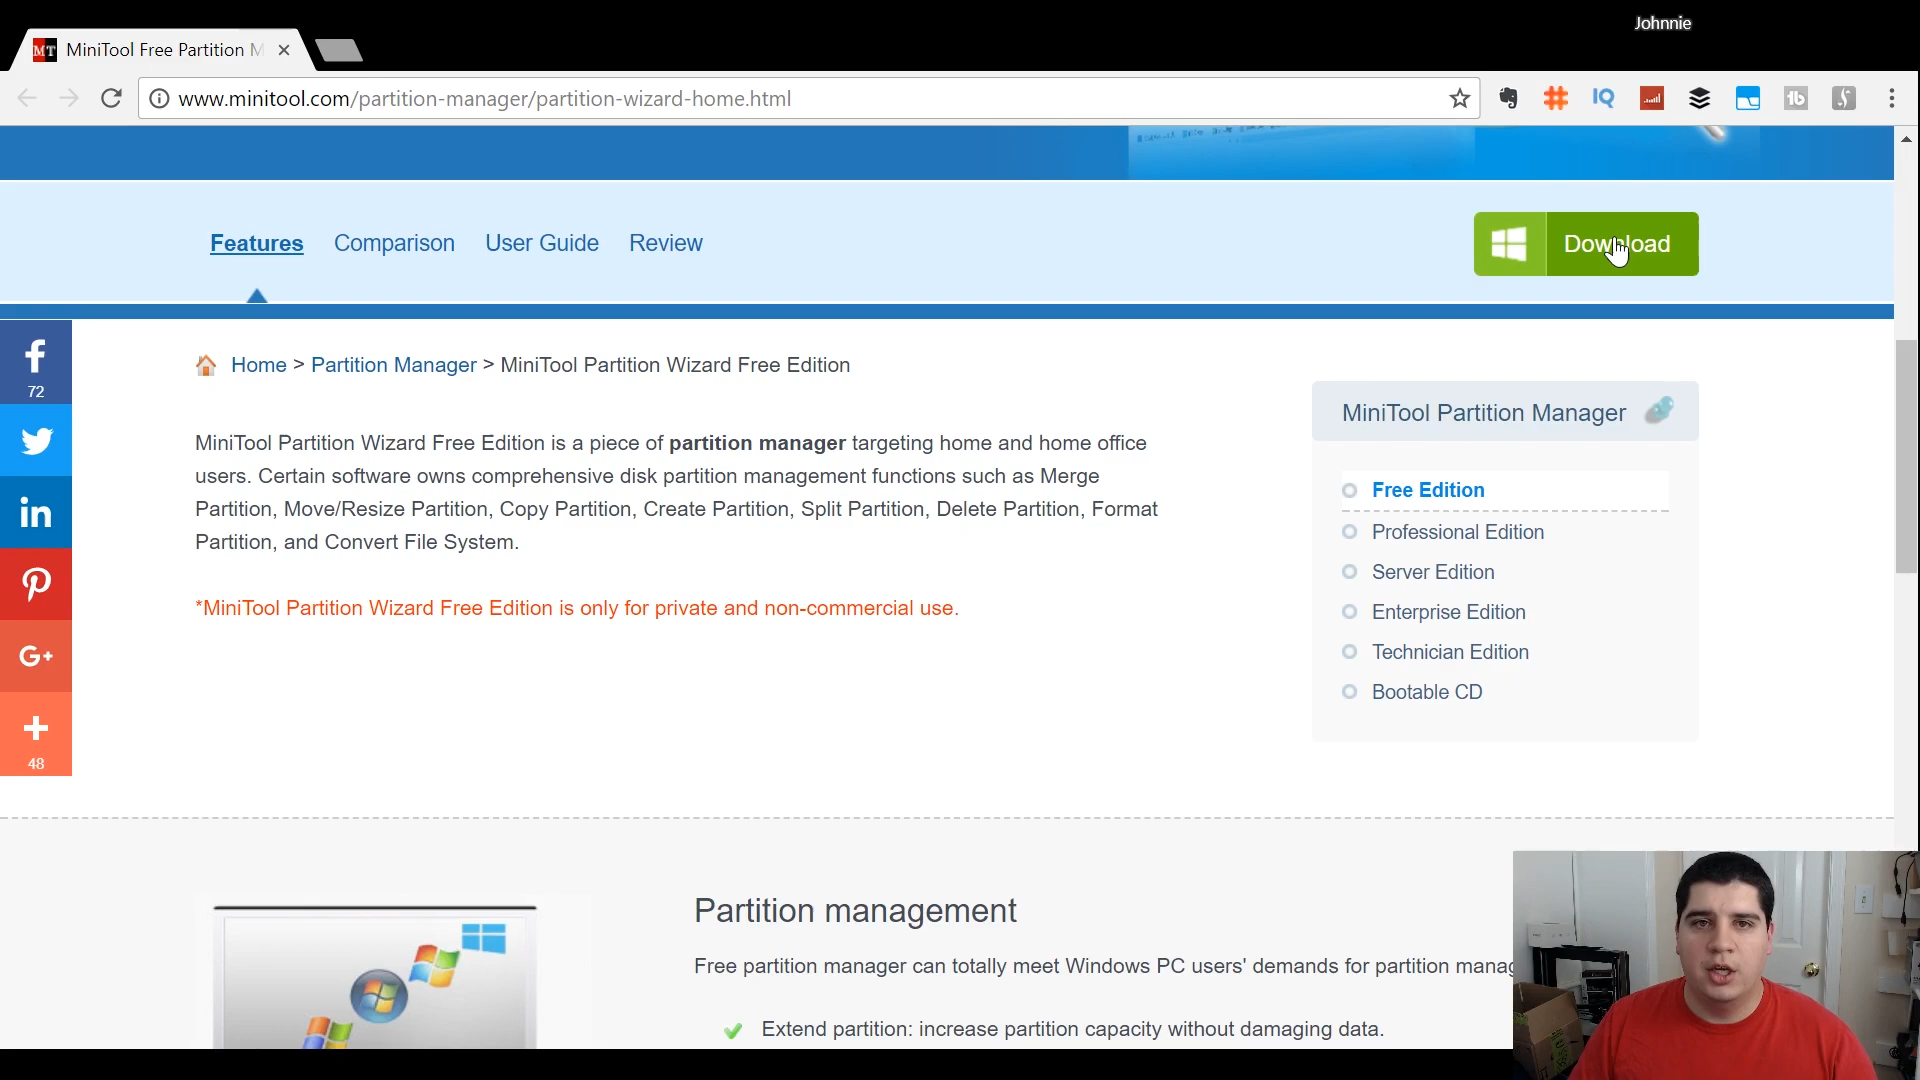 Johnnie
MT MiniTool Free Partition M
www.minitool.com/partition-manager/partition-wizard-home.html
IQ
Features Comparison User Guide Review
Download
72
48
Home > Partition Manager > MiniTool Partition Wizard Free Edition
MiniTool Partition Wizard Free Edition is a piece of partition manager targeting home and home office
users. Certain software owns comprehensive disk partition management functions such as Merge
Partition, Move/Resize Partition, Copy Partition, Create Partition, Split Partition, Delete Partition, Format
Partition, and Convert File System.
*MiniTool Partition Wizard Free Edition is only for private and non-commercial use.
MiniTool Partition Manager
Free Edition
Professional Edition
Server Edition
Enterprise Edition
Technician Edition
Bootable CD
Partition management
Free partition manager can totally meet Windows PC users' demands for partition manag
Extend partition: increase partition capacity without damaging data.